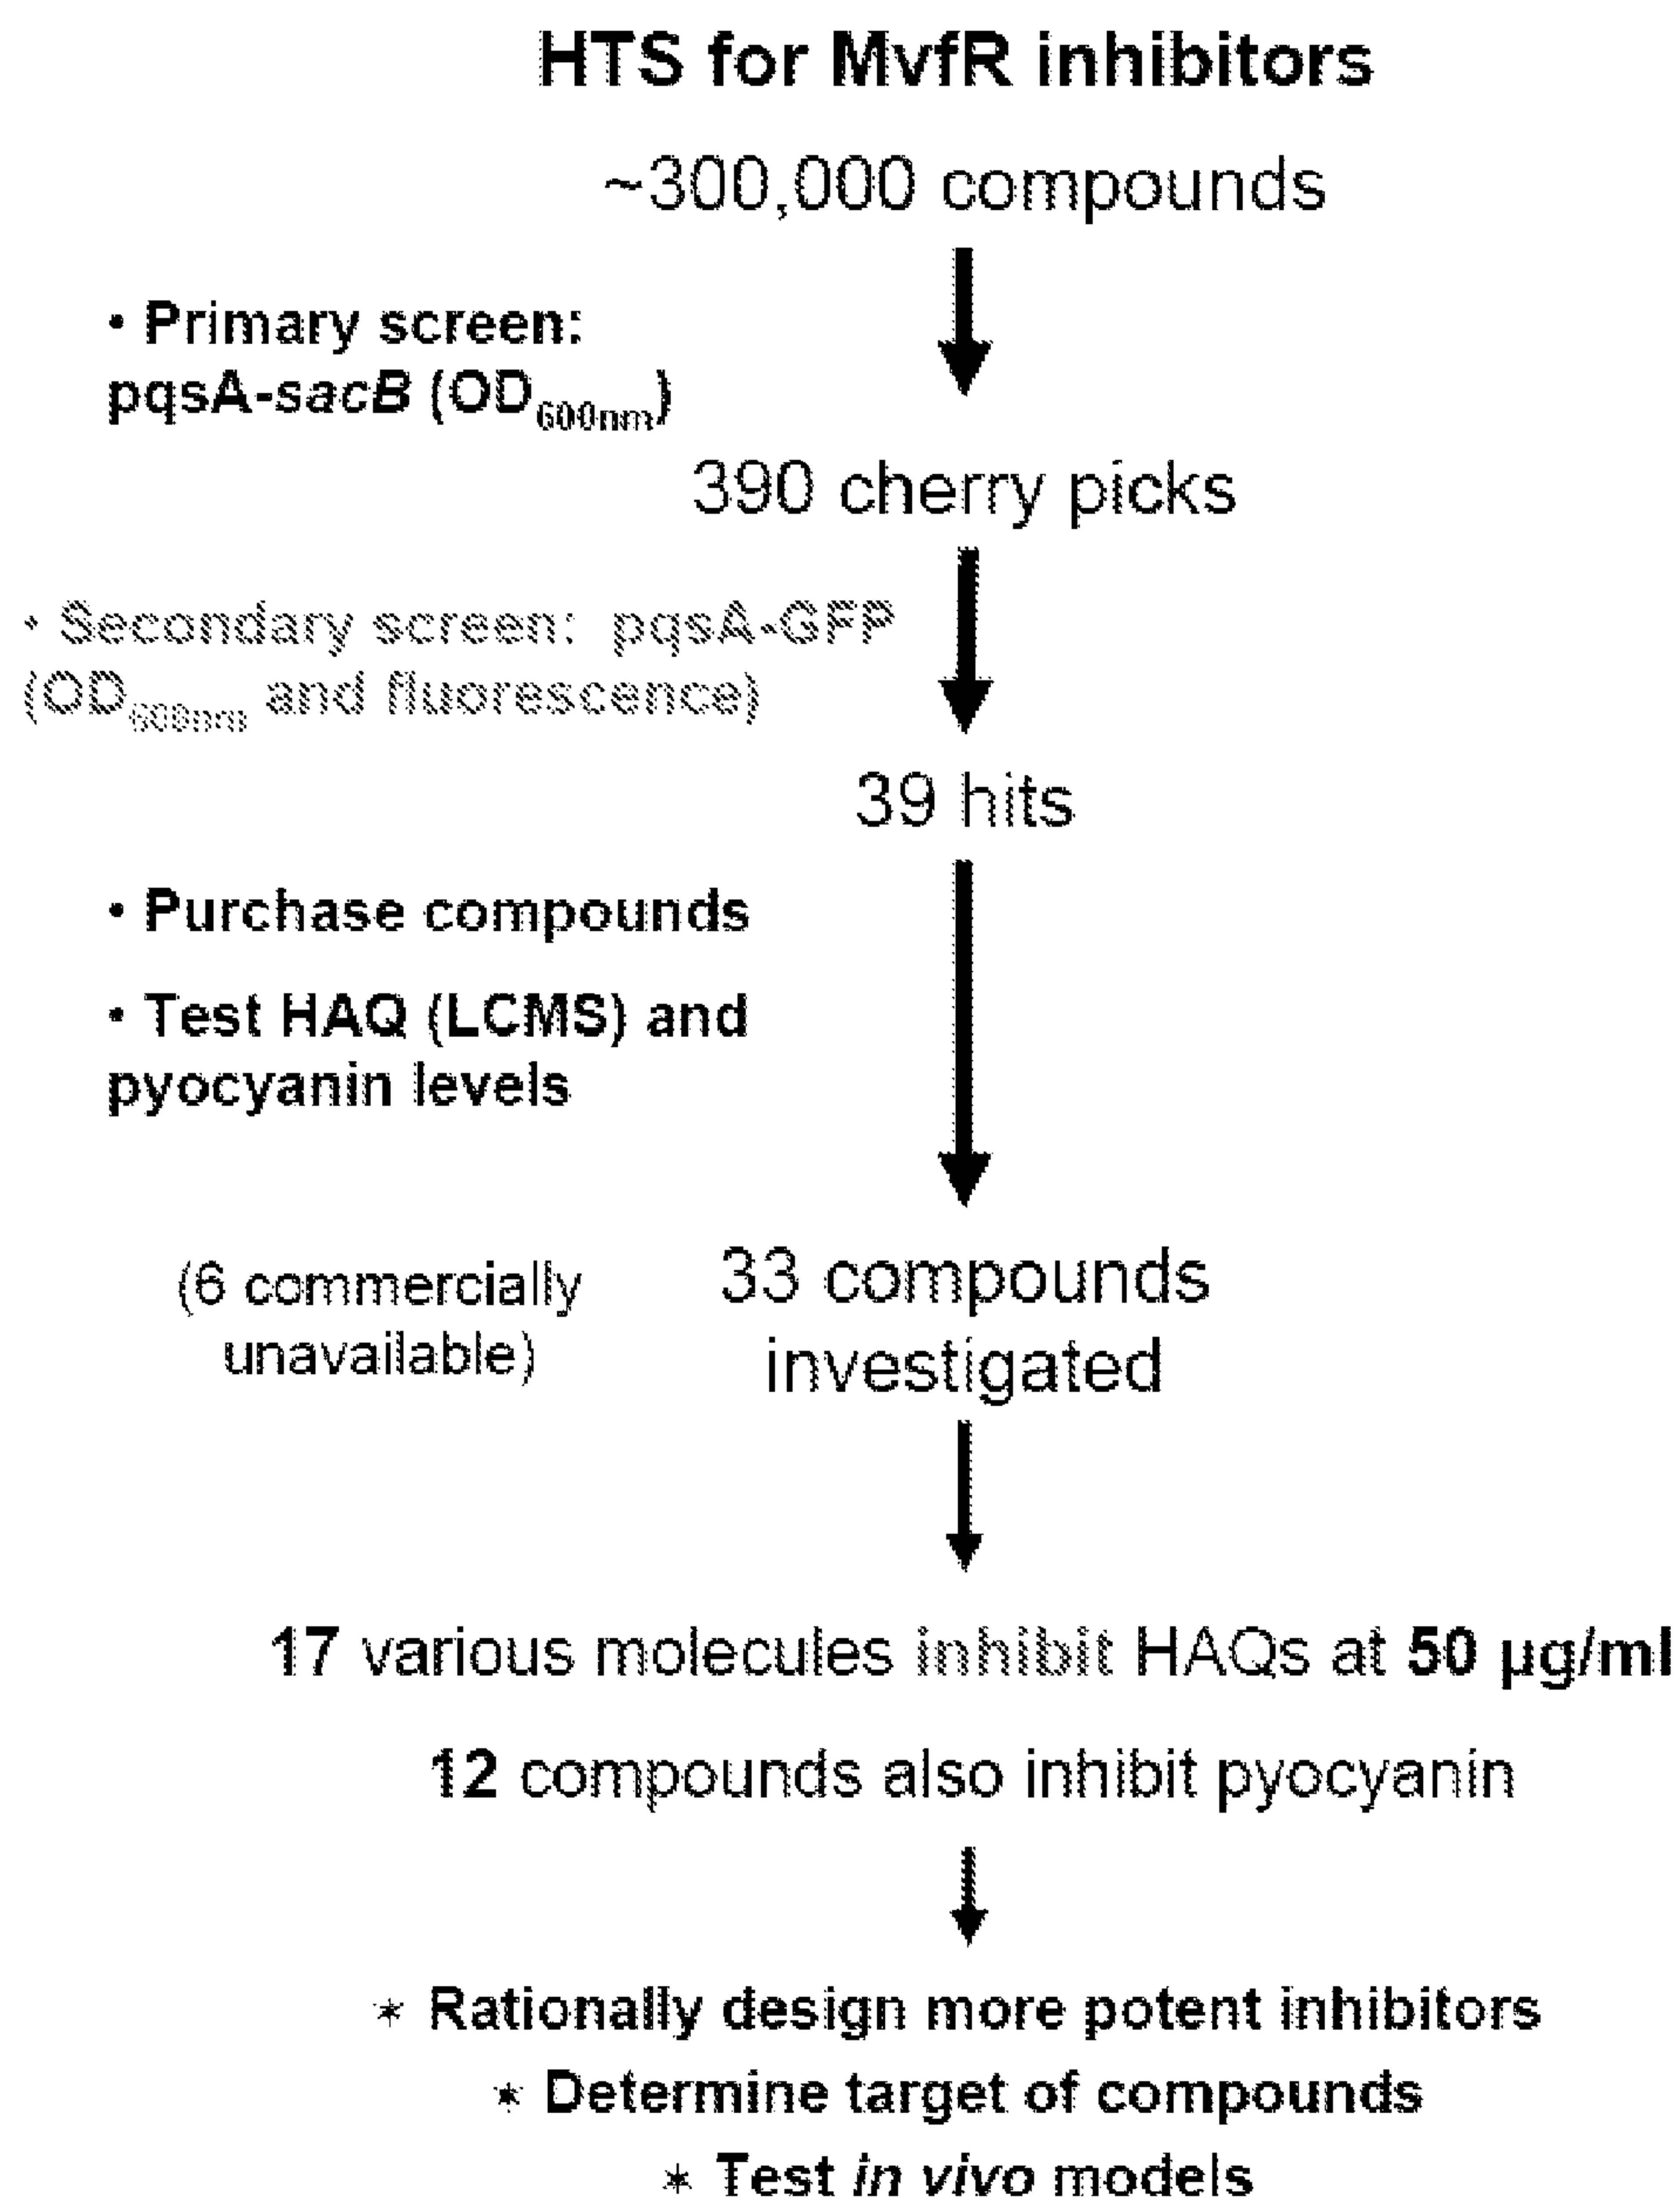 HTS for MvfR inhibitors
~300,000 compounds
• Primary screen:
pqsA-sacB (OD600nm)
390 cherry picks
• Secondary screen: pqsA-GFP
(OD600nm and fluorescence)
39 hits
• Purchase compounds
• Test HAQ (LCMS) and
pyocyanin levels
(6 commercially
unavailable)
33 compounds
investigated
17 various molecules inhibit HAQs at 50 µg/ml
12 compounds also inhibit pyocyanin
* Rationally design more potent inhibitors
* Determine target of compounds
* Test in vivo models